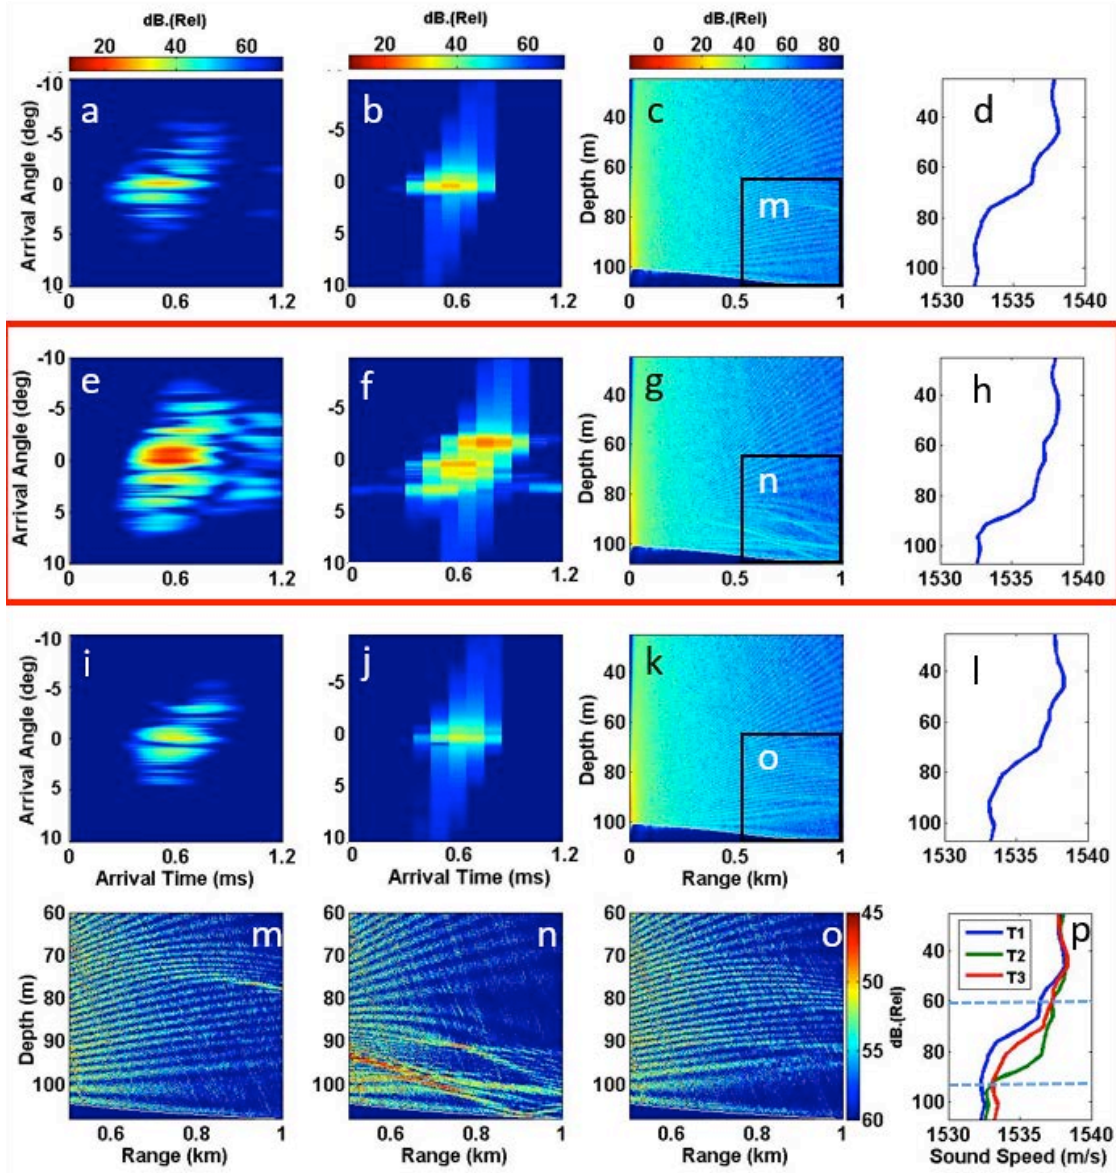 dB.(Rel) dB.(Rel) dB.(Rel)
20 40 60 20 40 60 0 20 40 60 80
-10
-5
0
5
10
Arrival Angle (deg)
a
0 0.6 1.2
-5
0
5
b
0 0.6 1.2
40
60
80
100
Depth (m)
c
m
0 0.5 1
40
60
80
100
d
1530 1535 1540
-10
-5
0
5
10
Arrival Angle (deg)
e
0 0.6 1.2
-5
0
5
10
f
0 0.6 1.2
40
60
80
100
Depth (m)
g
n
0 0.5 1
40
60
80
100
h
1530 1535 1540
-10
-5
0
5
10
Arrival Angle (deg)
i
0 0.6 1.2
Arrival Time (ms)
-5
0
5
10
j
0 0.6 1.2
Arrival Time (ms)
40
60
80
100
Depth (m)
k
o
0 0.5 1
Range (km)
40
60
80
100
l
1530 1535 1540
60
70
80
90
100
Depth (m)
m
0.6 0.8 1
Range (km)
60
70
80
90
100
n
0.6 0.8 1
Range (km)
60
70
80
90
100
o
0.6 0.8 1
Range (km)
45
50
55
60
dB.(Rel)
40
60
80
100
T1
T2
T3
p
1530 1535 1540
Sound Speed (m/s)